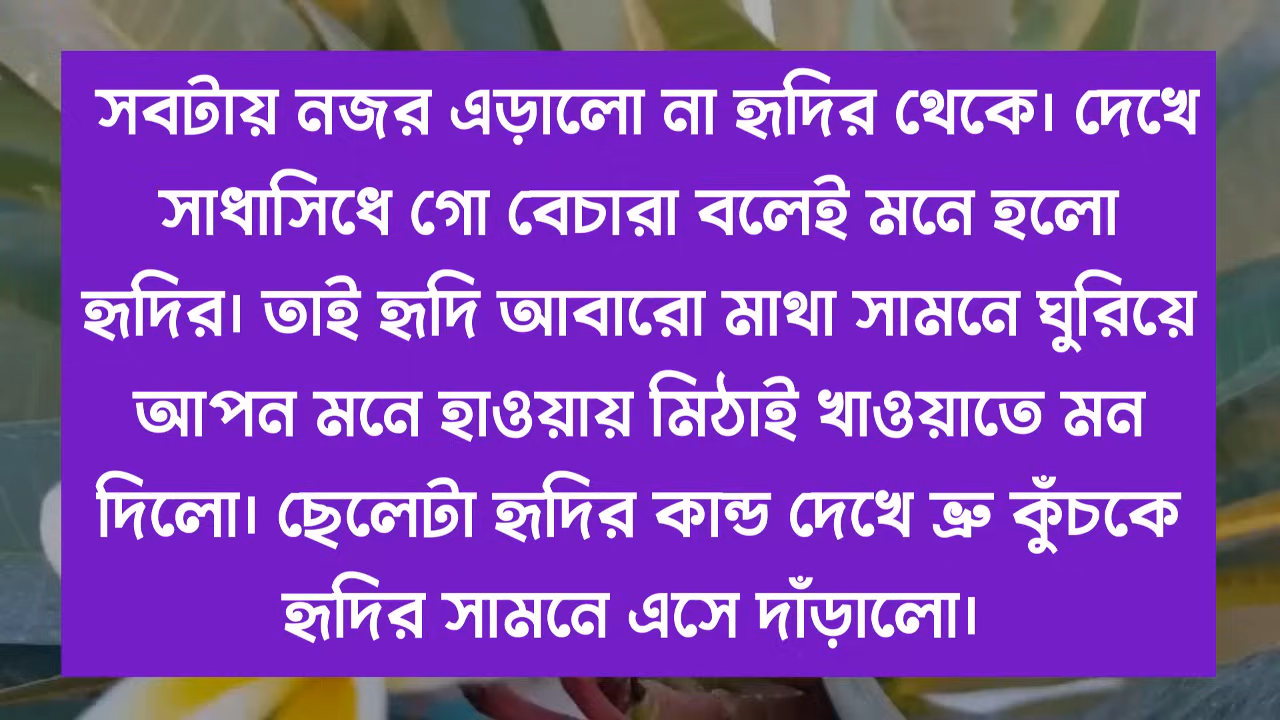 সবটায় নজর এড়ালো না হৃদির থেকে। দেখে
সাধাসিধে গো বেচারা বলেই মনে হলো
হৃদির। তাই হৃদি আবারো মাথা সামনে ঘুরিয়ে
আপন মনে হাওয়ায় মিঠাই খাওয়াতে মন
দিলো। ছেলেটা হৃদির কান্ড দেখে ভ্রু কুঁচকে
হৃদির সামনে এসে দাঁড়ালো।